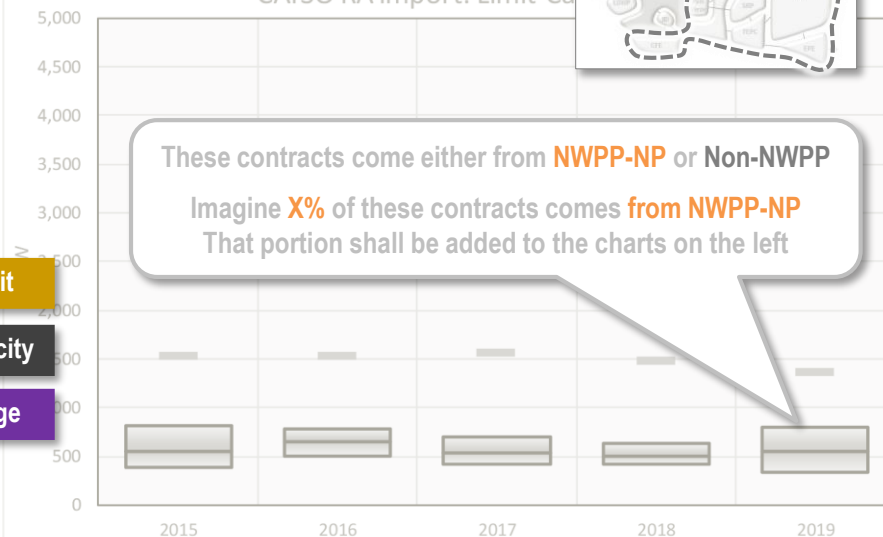 5,000
4,500
4,000
3,500
3,000
2,000
500
0
These contracts come either from NWPP-NP or Non-NWPP
Imagine X% of these contracts comes from NWPP-NP
That portion shall be added to the charts on the left
it
city
ge
2015
2016
2017
2018
2019